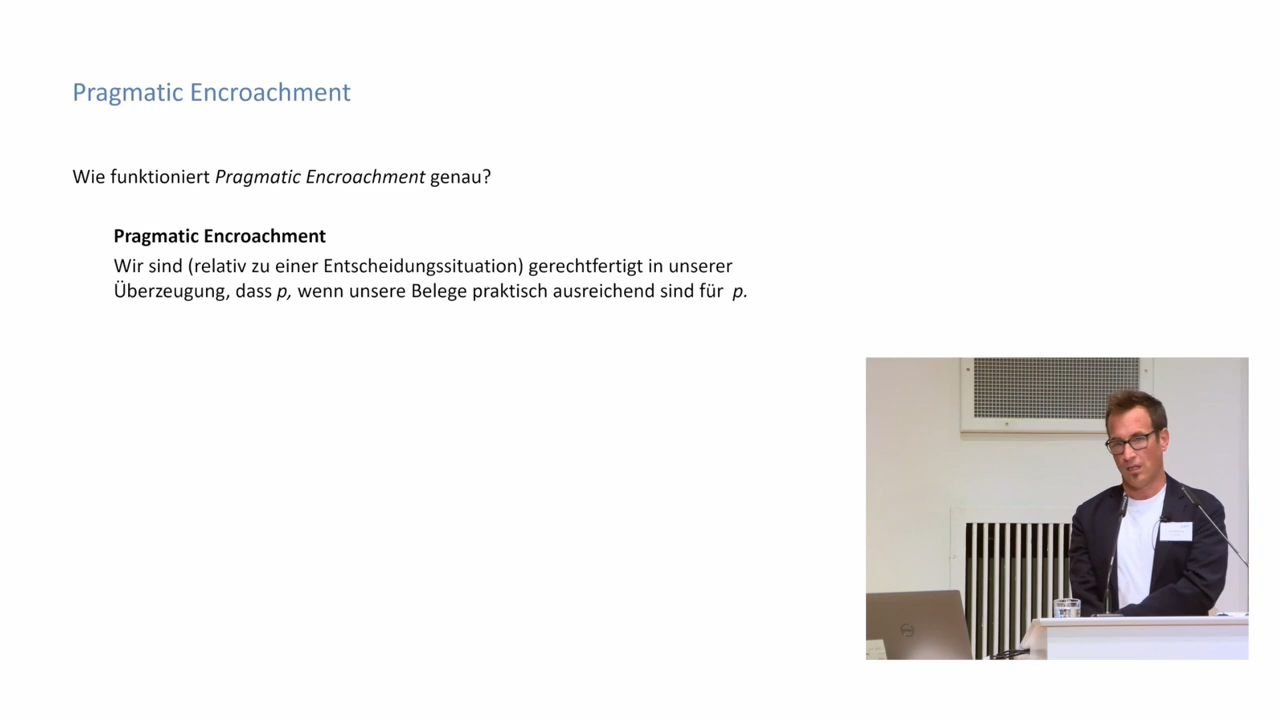 Pragmatic Encroachment
Wie funktioniert Pragmatic Encroachment genau?
Pragmatic Encroachment
Wir sind (relativ zu einer Entscheidungssituation) gerechtfertigt in unserer
Überzeugung, dass p, wenn unsere Belege praktisch ausreichend sind für p.